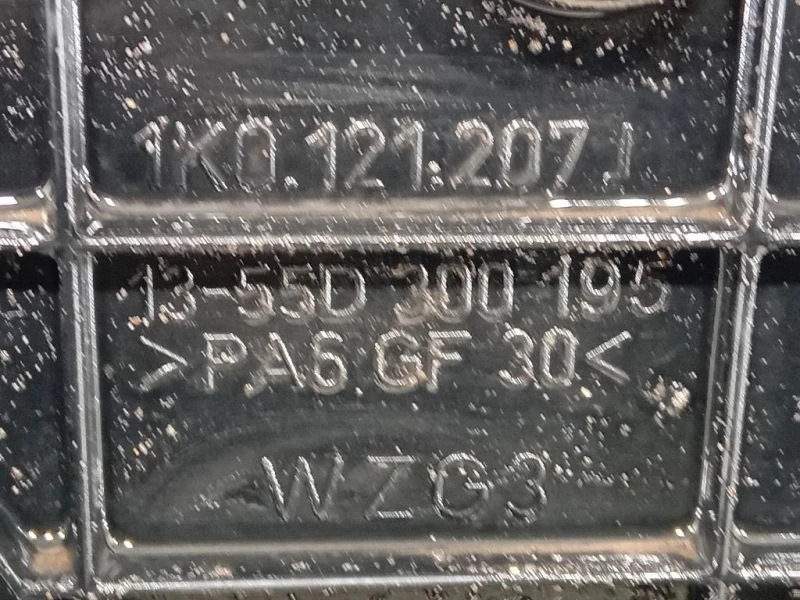 1K0.121.207 J
13-55D 300 195
>PA6 GF 30<
WZG3